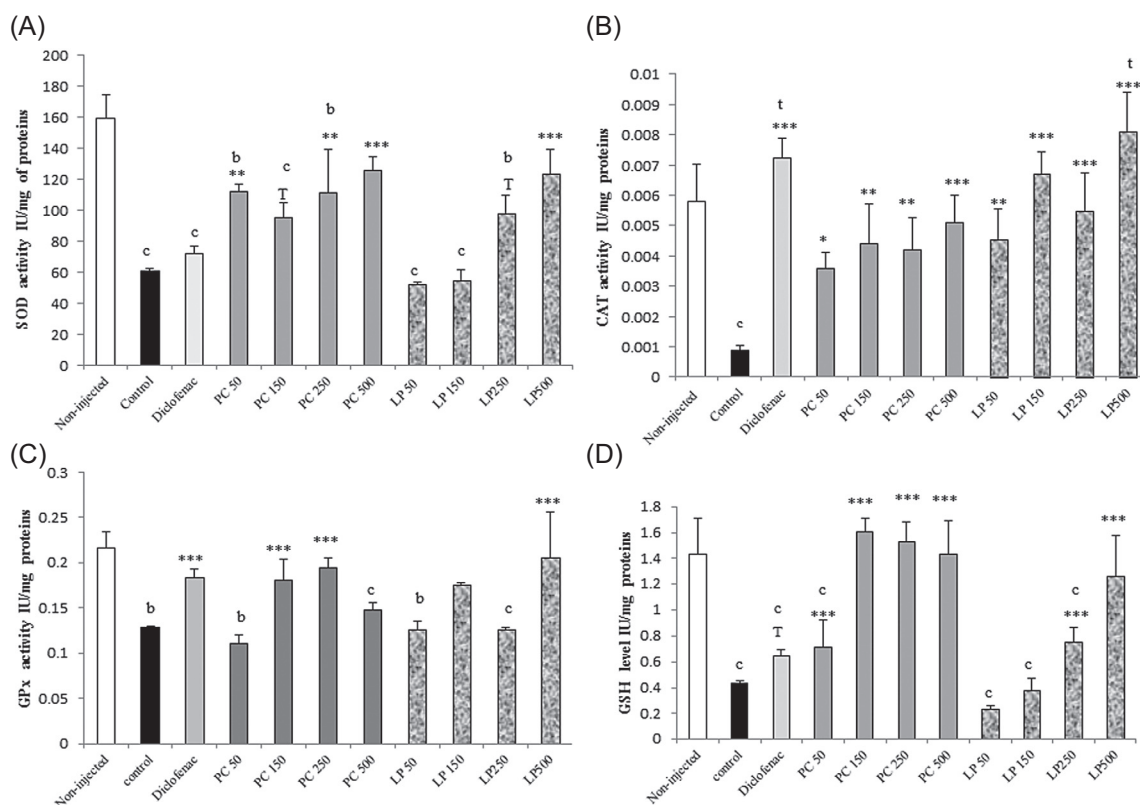 (A)
SOD activity IU/mg of proteins
200
180
160
140
120
100
80
60
40
20
0
c
c
b
**
c
T
b
**
***
c
c
b
T
***
Non-injected
Control
Diclofenac
PC 50
PC 150
PC 250
PC 500
LP 50
LP 150
LP250
LP500
(B)
CAT activity IU/mg proteins
0.01
0.009
0.008
0.007
0.006
0.005
0.004
0.003
0.002
0.001
0
c
t
***
*
**
**
***
**
***
***
t
***
Non-injected
Control
Diclofenac
PC 50
PC 150
PC 250
PC 500
LP 50
LP 150
LP250
LP500
(C)
GPx activity IU/mg proteins
0.3
0.25
0.2
0.15
0.1
0.05
0
b
***
b
***
***
c
b
c
***
Non-injected
control
Diclofenac
PC 50
PC 150
PC 250
PC 500
LP 50
LP 150
LP250
LP500
(D)
GSH level IU/mg proteins
1.8
1.6
1.4
1.2
1
0.8
0.6
0.4
0.2
0
c
c
T
c
***
***
***
***
c
c
c
***
***
Non-injected
control
Diclofenac
PC 50
PC 150
PC 250
PC 500
LP 50
LP 150
LP250
LP500